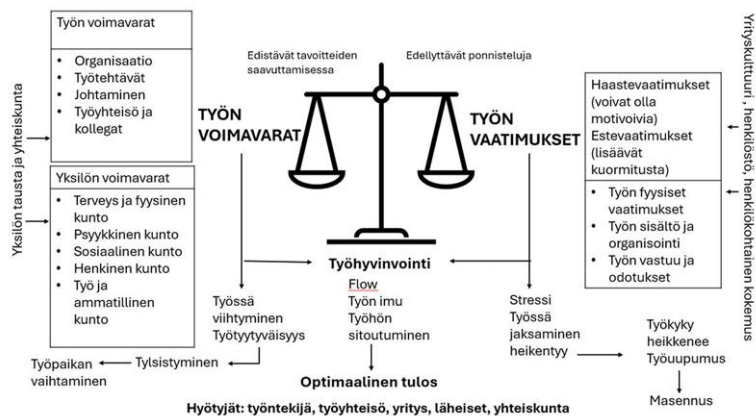 Työn voimavarat
• Organisaatio
• Työtehtävät
• Johtaminen
• Työyhteisö ja
kollegat
Yksilön voimavarat
• Terveys ja fyysinen
kunto
• Psyykkinen kunto
• Sosiaalinen kunto
• Henkinen kunto
• Työ ja
ammatillinen
kunto
Yksilön tausta ja yhteiskunta
Edistävät tavoitteiden
saavuttamisessa
Edellyttävät ponnisteluja
TYÖN
VOIMAVARAT
TYÖN
VAATIMUKSET
Haastevaatimukset
(voivat olla
motivoivia)
Estevaatimukset
(lisäävät
kuormitusta)
• Työn fyysiset
vaatimukset
• Työn sisältö ja
organisointi
• Työn vastuu ja
odotukset
Yrityskulttuuri , henkilöstö, henkilökohtainen kokemus
Työhyvinvointi
Työssä
viihtyminen
Työtyytyväisyys
Flow
Työn imu
Työhön
sitoutuminen
Stressi
Työssä
jaksaminen
heikentyy
Työkyky
heikkenee
Työuupumus
Masennus
Tylsistyminen
Työpaikan
vaihtaminen
Optimaalinen tulos
Hyötyjät: työntekijä, työyhteisö, yritys, läheiset, yhteiskunta